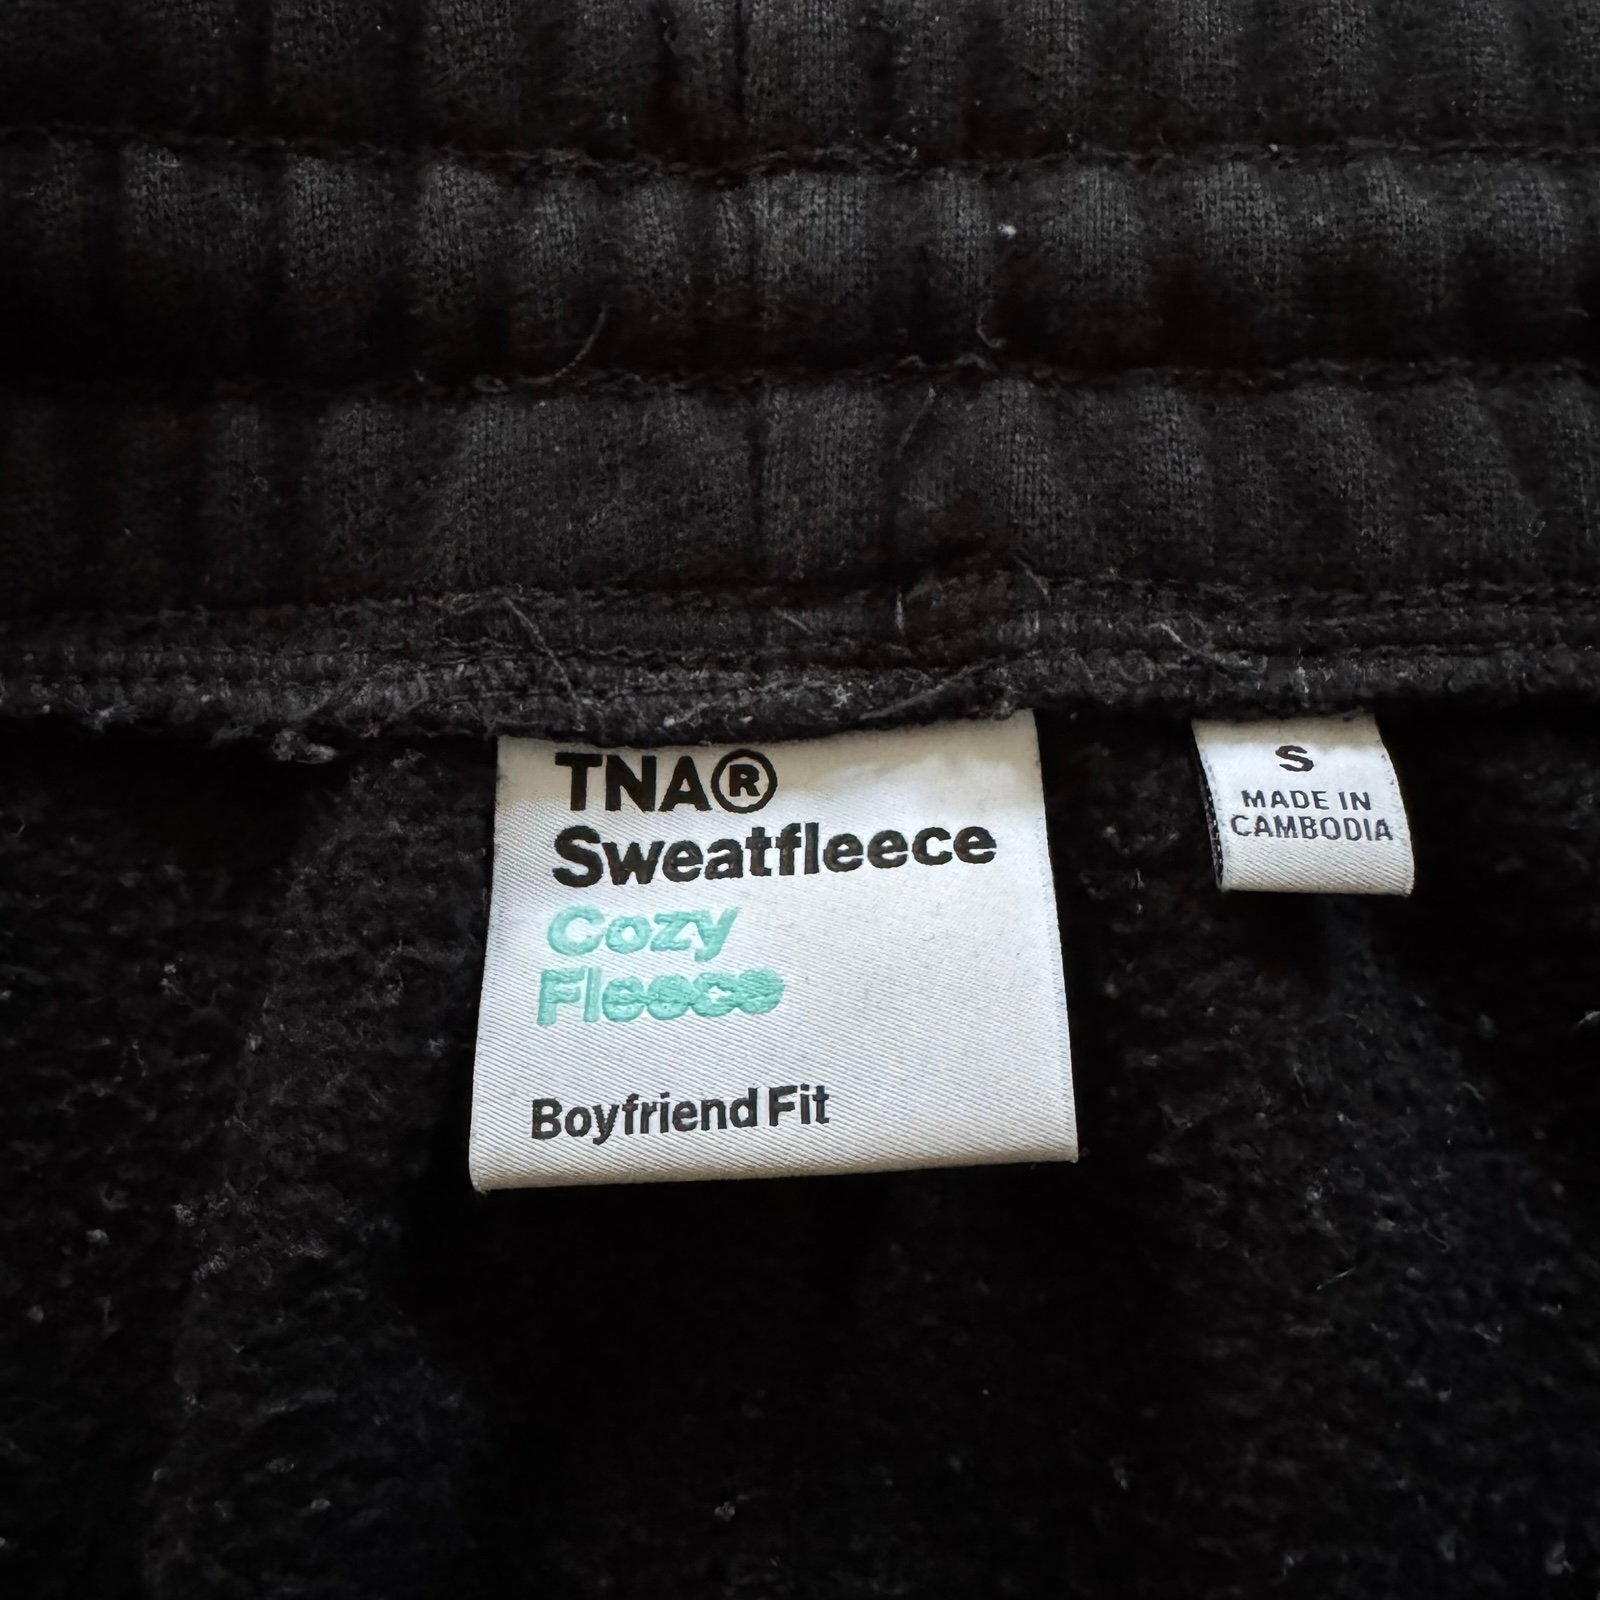 TNA®
Sweatfleece
Cozy
Fleece
Boyfriend Fit
S
MADE IN
CAMBODIA